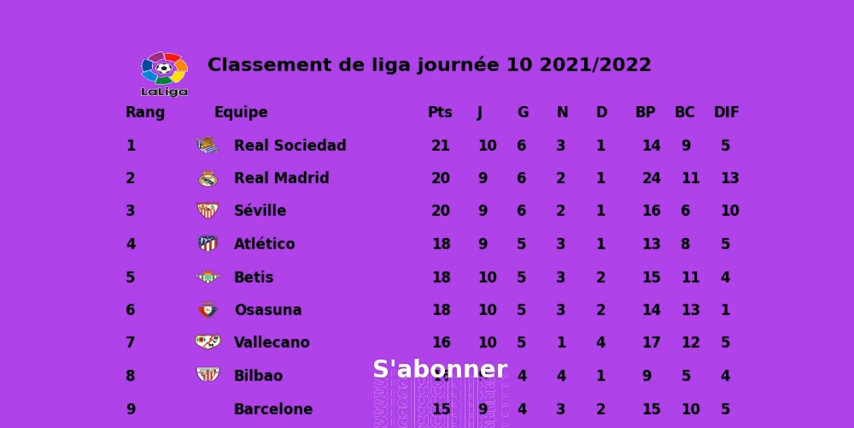 Classement de liga journée 10 2021/2022
LaLiga
Rang Equipe Pts J G N D BP BC DIF
1 Real Sociedad 21 10 6 3 1 14 9 5
2 Real Madrid 20 9 6 2 1 24 11 13
3 Séville 20 9 6 2 1 16 6 10
4 Atlético 18 9 5 3 1 13 8 5
5 Betis 18 10 5 3 2 15 11 4
6 Osasuna 18 10 5 3 2 14 13 1
7 Vallecano 16 10 5 1 4 17 12 5
S'abonner
8 Bilbao 4 4 1 9 5 4
9 Barcelone 15 9 4 3 2 15 10 5